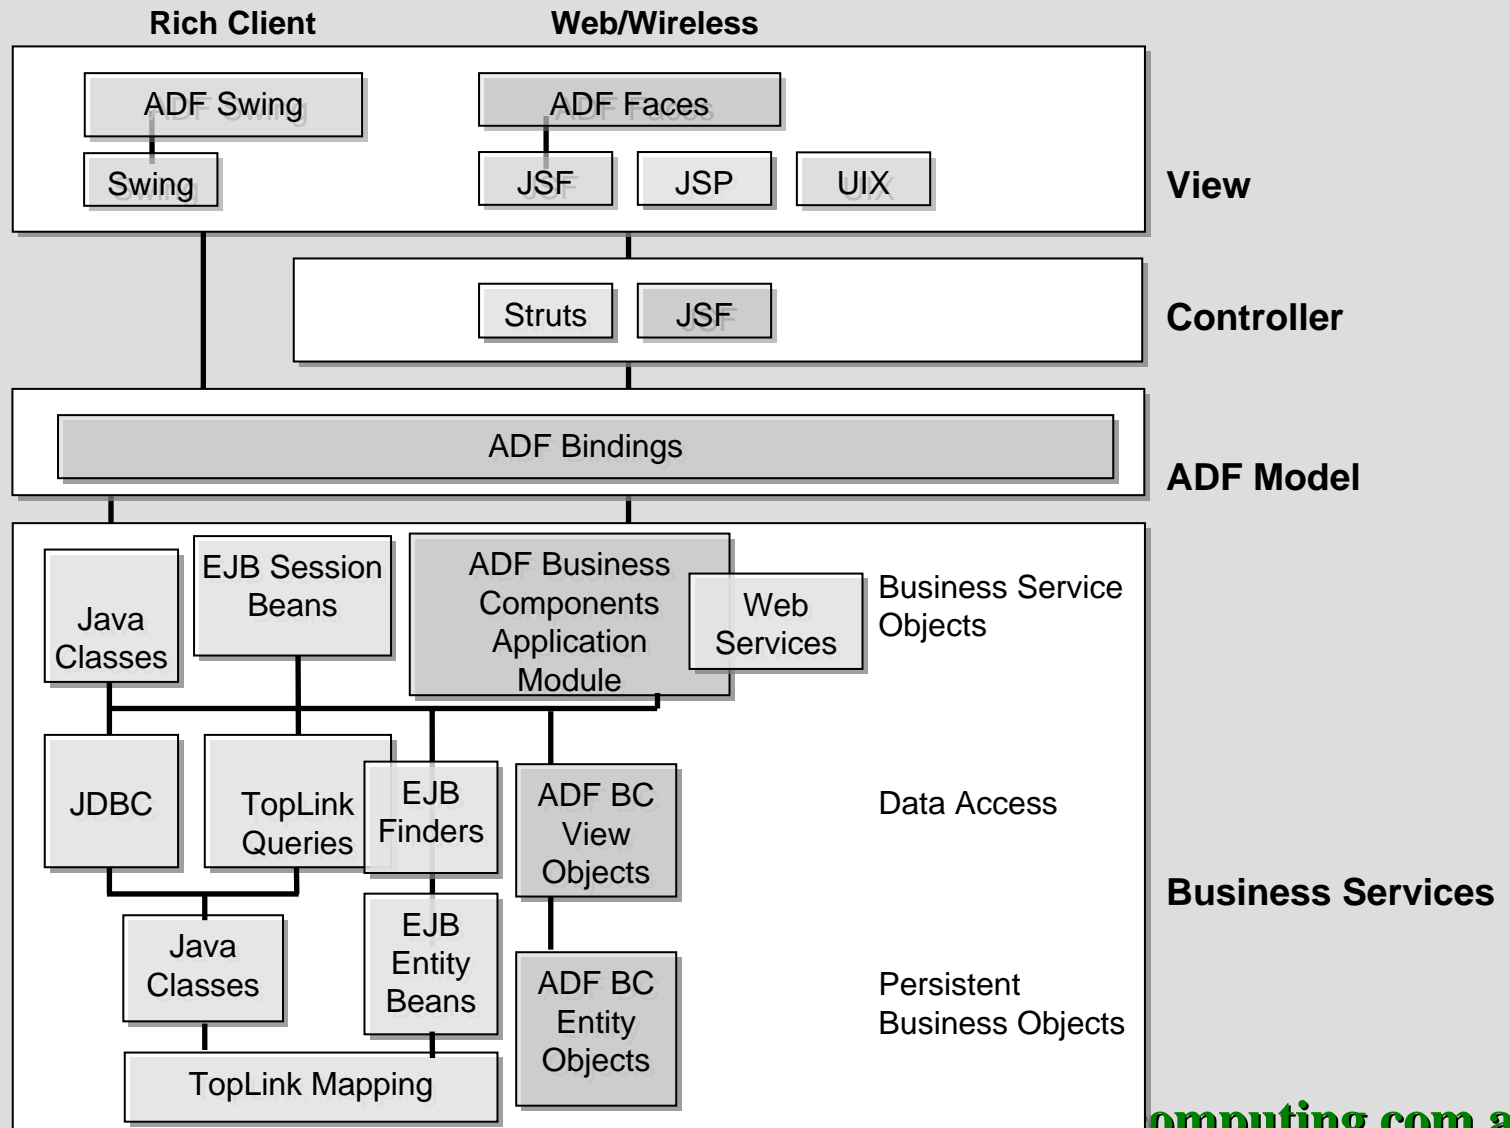 Rich Client
Web/Wireless
ADF Swing
ADF Faces
Swing
JSF
JSP
UIX
View
Struts
JSF
Controller
ADF Bindings
ADF Model
Java
Classes
EJB Session
Beans
ADF Business
Components
Application
Module
Web
Services
Business Service
Objects
JDBC
TopLink
Queries
EJB
Finders
ADF BC
View
Objects
Data Access
Business Services
Java
Classes
EJB
Entity
Beans
ADF BC
Entity
Objects
Persistent
Business Objects
TopLink Mapping